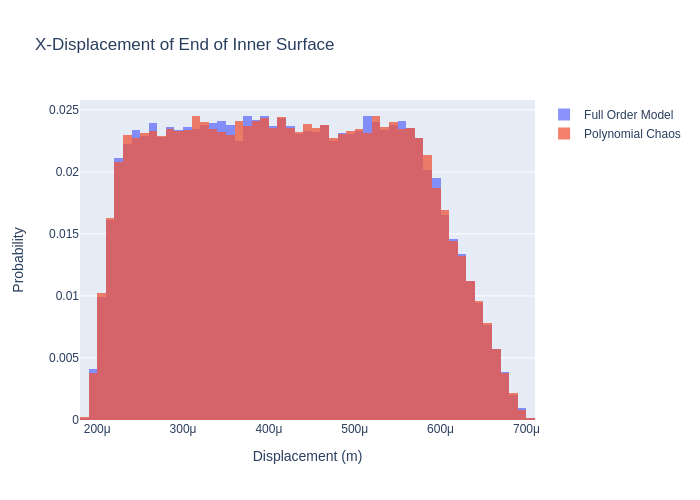 X-Displacement of End of Inner Surface
Full Order Model
Polynomial Chaos
0.025
0.02
0.015
0.01
0.005
0
Probability
200μ 300μ 400μ 500μ 600μ 700μ
Displacement (m)